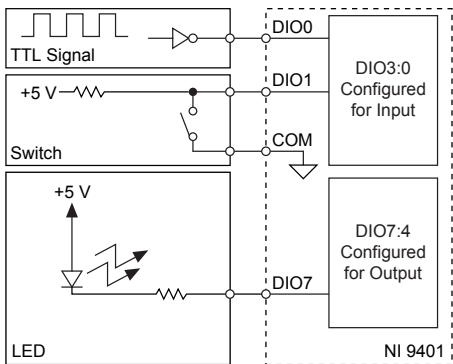 TTL Signal
DIO0
+5 V
Switch
DIO1
COM
DIO3:0
Configured
for Input
+5 V
LED
DIO7
DIO7:4
Configured
for Output
NI 9401